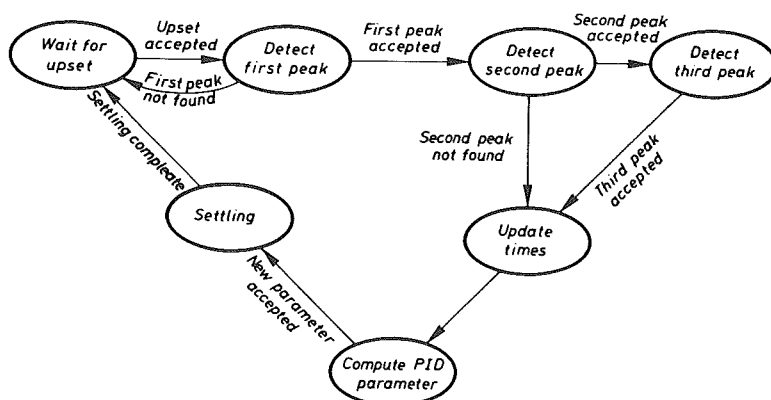 Wait for
upset
Upset
accepted
Detect
first peak
First peak
not found
First peak
accepted
Detect
second peak
Second peak
accepted
Detect
third peak
Second peak
not found
Third peak
accepted
Update
times
Compute PID
parameter
New parameter
accepted
Settling
Settling compleate